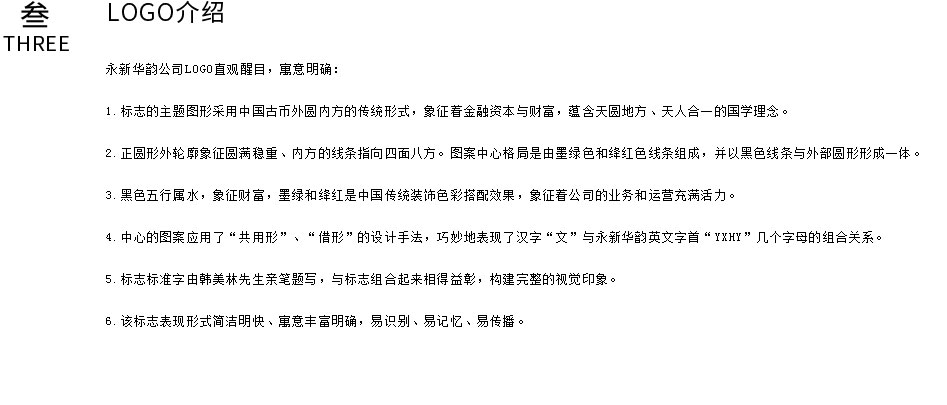 叁
THREE
LOGO介绍
永新华韵公司LOGO直观醒目，寓意明确：
1. 标志的主题图形采用中国古币外圆内方的传统形式，象征着金融资本与财富，蕴含天圆地方、天人合一的国学理念。
2. 正圆形外轮廓象征圆满稳重、内方的线条指向四面八方。图案中心格局是由墨绿色和绛红色线条组成，并以黑色线条与外部圆形形成一体。
3. 黑色五行属水，象征财富，墨绿和绛红是中国传统装饰色彩搭配效果，象征着公司的业务和运营充满活力。
4. 中心的图案应用了“共用形”、“借形”的设计手法，巧妙地表现了汉字“文”与永新华韵英文字首“YXHY”几个字母的组合关系。
5. 标志标准字由韩美林先生亲笔题写，与标志组合起来相得益彰，构建完整的视觉印象。
6. 该标志表现形式简洁明快、寓意丰富明确，易识别、易记忆、易传播。